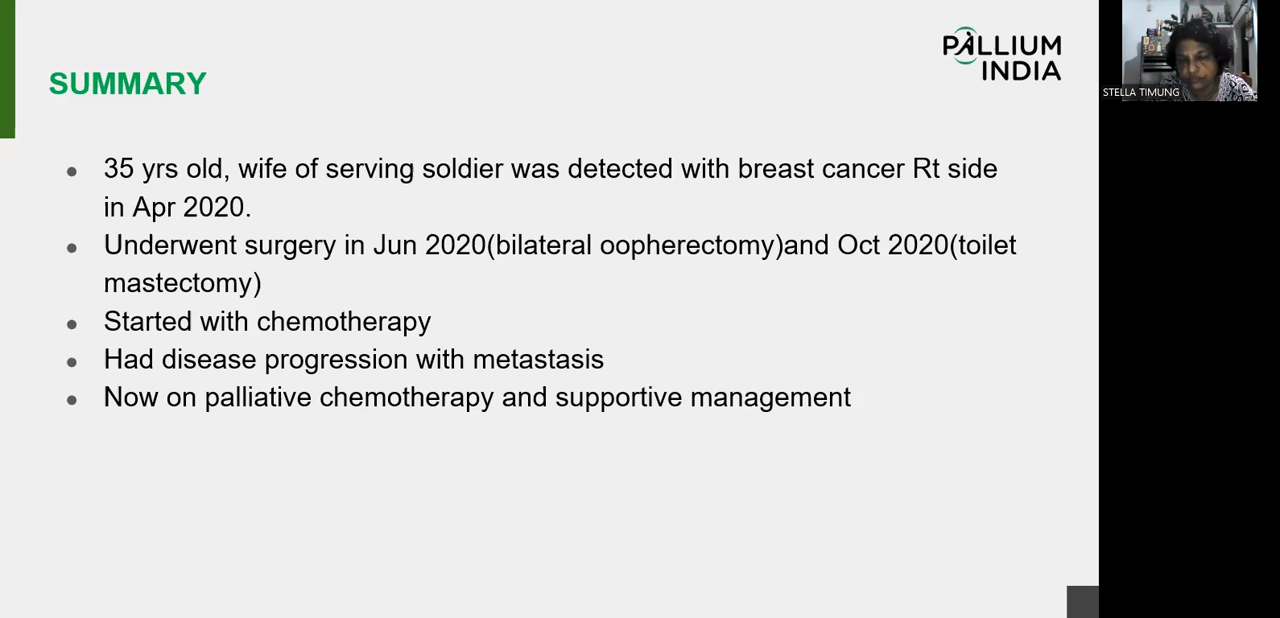 PALLIUM
INDIA
SUMMARY
STELLA TIMUNG
35 yrs old, wife of serving soldier was detected with breast cancer Rt side
in Apr 2020.
Underwent surgery in Jun 2020(bilateral oopherectomy)and Oct 2020(toilet
mastectomy)
Started with chemotherapy
Had disease progression with metastasis
Now on palliative chemotherapy and supportive management